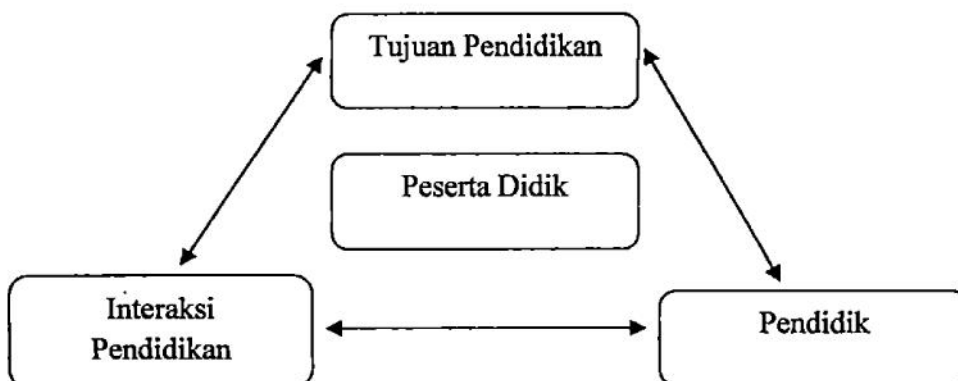 Tujuan Pendidikan
Peserta Didik
Interaksi
Pendidikan
Pendidik